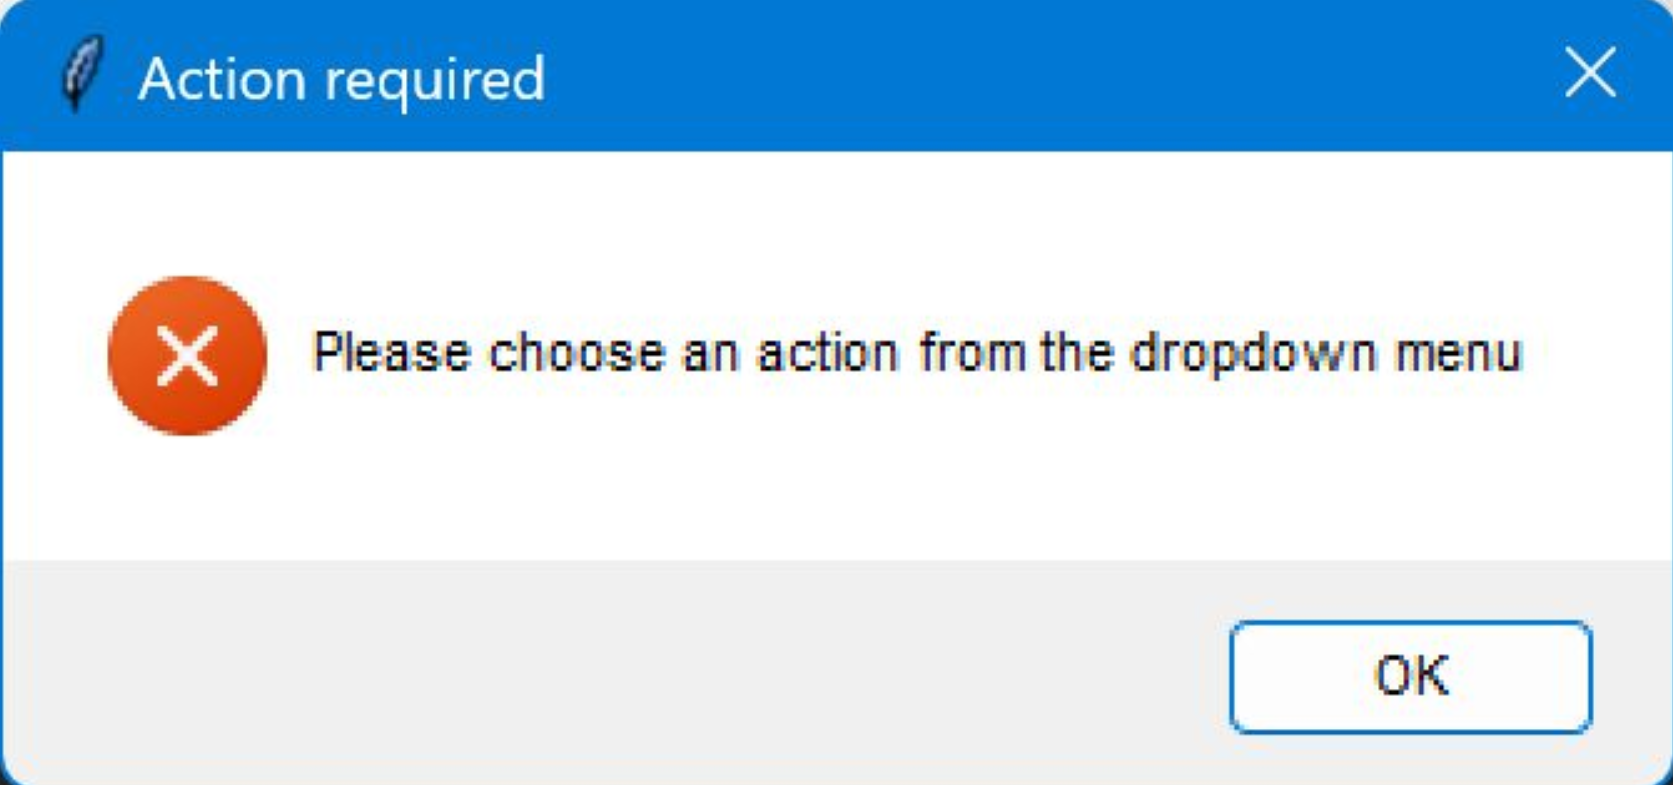 Action required
Please choose an action from the dropdown menu
OK